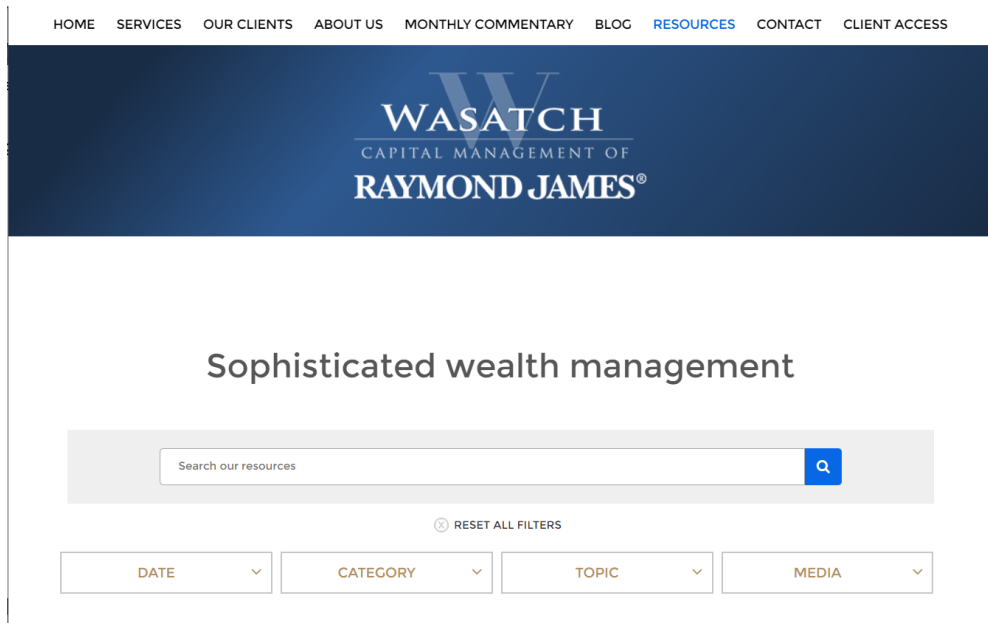 HOME SERVICES OUR CLIENTS ABOUT US MONTHLY COMMENTARY BLOG RESOURCES CONTACT CLIENT ACCESS
W
WASATCH
CAPITAL MANAGEMENT OF
RAYMOND JAMES®
Sophisticated wealth management
Search our resources
RESET ALL FILTERS
DATE CATEGORY TOPIC MEDIA